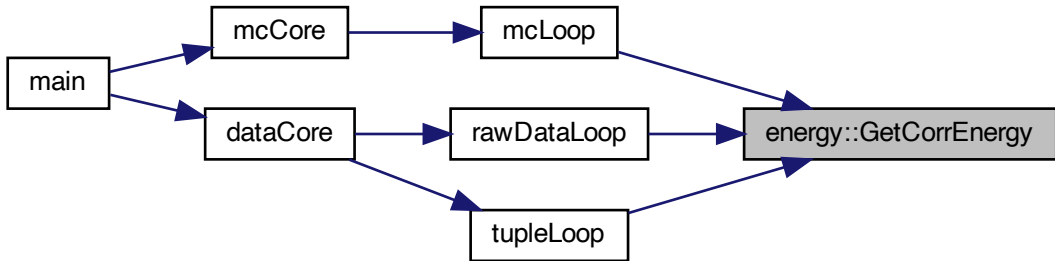 main
mcCore
mcLoop
dataCore
rawDataLoop
tupleLoop
energy::GetCorrEnergy